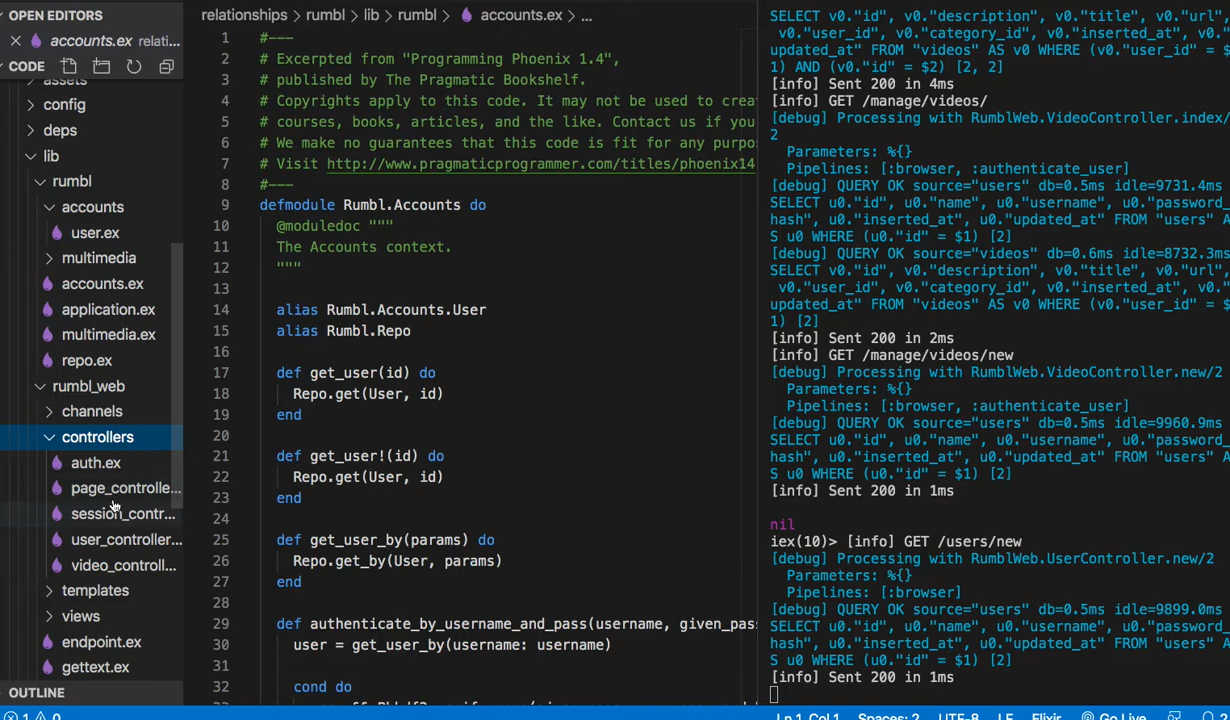 OPEN EDITORS
accounts.ex relati...
CODE
assets
config
deps
lib
rumbl
accounts
user.ex
multimedia
accounts.ex
application.ex
multimedia.ex
repo.ex
rumbl_web
channels
controllers
auth.ex
page_controlle...
session_contr...
user_controller...
video_controll...
templates
views
endpoint.ex
gettext.ex
OUTLINE
relationships > rumbl > lib > rumbl > accounts.ex > ...
1 #---
2 # Excerpted from "Programming Phoenix 1.4",
3 # published by The Pragmatic Bookshelf.
4 # Copyrights apply to this code. It may not be used to crea
5 # courses, books, articles, and the like. Contact us if you
6 # We make no guarantees that this code is fit for any purpo
7 # Visit http://www.pragmaticprogrammer.com/titles/phoenix14
8 #---
9 defmodule Rumbl.Accounts do
10 @moduledoc """
11 The Accounts context.
12 """
13
14 alias Rumbl.Accounts.User
15 alias Rumbl.Repo
16
17 def get_user(id) do
18 Repo.get(User, id)
19 end
20
21 def get_user!(id) do
22 Repo.get(User, id)
23 end
24
25 def get_user_by(params) do
26 Repo.get_by(User, params)
27 end
28
29 def authenticate_by_username_and_pass(username, given_pas
30 user = get_user_by(username: username)
31
32 cond do
SELECT v0."id", v0."description", v0."title", v0."url",
v0."user_id", v0."category_id", v0."inserted_at", v0."
updated_at" FROM "videos" AS v0 WHERE (v0."user_id" = $
1) AND (v0."id" = $2) [2, 2]
[info] Sent 200 in 4ms
[info] GET /manage/videos/
[debug] Processing with RumblWeb.VideoController.index/
2
Parameters: %{}
Pipelines: [:browser, :authenticate_user]
[debug] QUERY OK source="users" db=0.5ms idle=9731.4ms
SELECT u0."id", u0."name", u0."username", u0."password_
hash", u0."inserted_at", u0."updated_at" FROM "users" A
S u0 WHERE (u0."id" = $1) [2]
[debug] QUERY OK source="videos" db=0.6ms idle=8732.3ms
SELECT v0."id", v0."description", v0."title", v0."url",
v0."user_id", v0."category_id", v0."inserted_at", v0."
updated_at" FROM "videos" AS v0 WHERE (v0."user_id" = $
1) [2]
[info] Sent 200 in 2ms
[info] GET /manage/videos/new
[debug] Processing with RumblWeb.VideoController.new/2
Parameters: %{}
Pipelines: [:browser, :authenticate_user]
[debug] QUERY OK source="users" db=0.5ms idle=9960.9ms
SELECT u0."id", u0."name", u0."username", u0."password_
hash", u0."inserted_at", u0."updated_at" FROM "users" A
S u0 WHERE (u0."id" = $1) [2]
[info] Sent 200 in 1ms
nil
iex(10)> [info] GET /users/new
[debug] Processing with RumblWeb.UserController.new/2
Parameters: %{}
Pipelines: [:browser]
[debug] QUERY OK source="users" db=0.5ms idle=9899.0ms
SELECT u0."id", u0."name", u0."username", u0."password_
hash", u0."inserted_at", u0."updated_at" FROM "users" A
S u0 WHERE (u0."id" = $1) [2]
[info] Sent 200 in 1ms
1 0 Ln 1, Col 1 Spaces: 2 UTF-8 LF Elixir Go Live 2